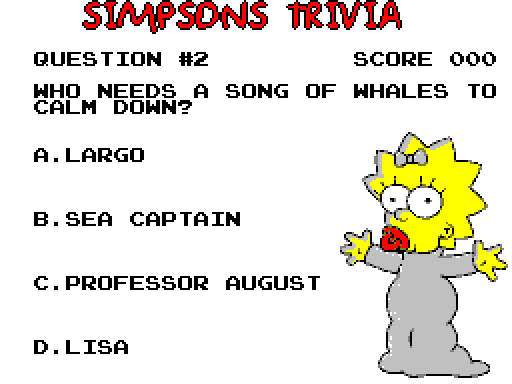 SIMPSONS TRIVIA
QUESTION #2 SCORE 000
WHO NEEDS A SONG OF WHALES TO
CALM DOWN?
A.LARGO
B.SEA CAPTAIN
C.PROFESSOR AUGUST
D.LISA